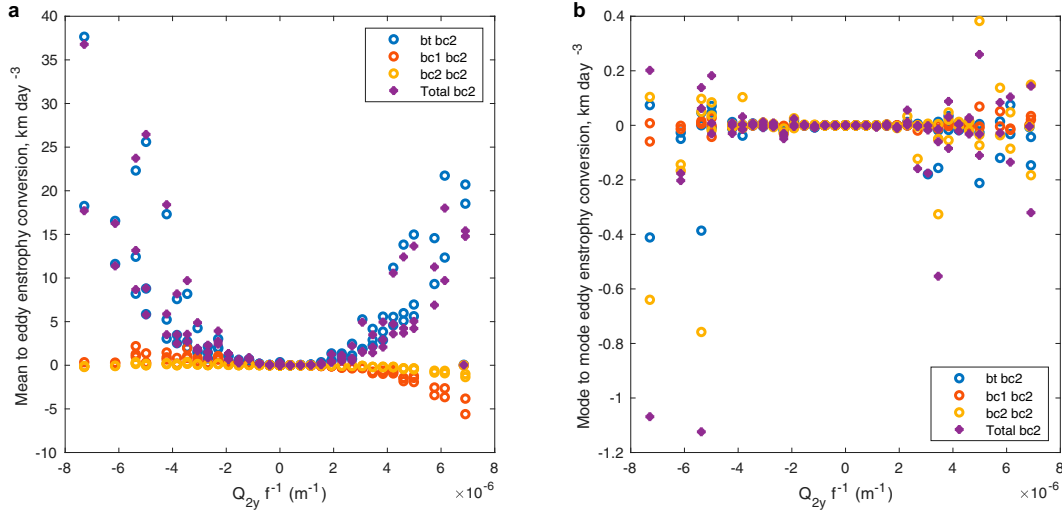 a
Mean to eddy enstrophy conversion, km day -3
40
35
30
25
20
15
10
5
0
-5
-10
-8
-6
-4
-2
0
2
4
6
8
Q2y f-1 (m-1)
×10-6
bt bc2
bc1 bc2
bc2 bc2
Total bc2
b
Mode to mode eddy enstrophy conversion, km day -3
0.4
0.2
0
-0.2
-0.4
-0.6
-0.8
-1
-1.2
-8
-6
-4
-2
0
2
4
6
8
Q2y f-1 (m-1)
×10-6
bt bc2
bc1 bc2
bc2 bc2
Total bc2